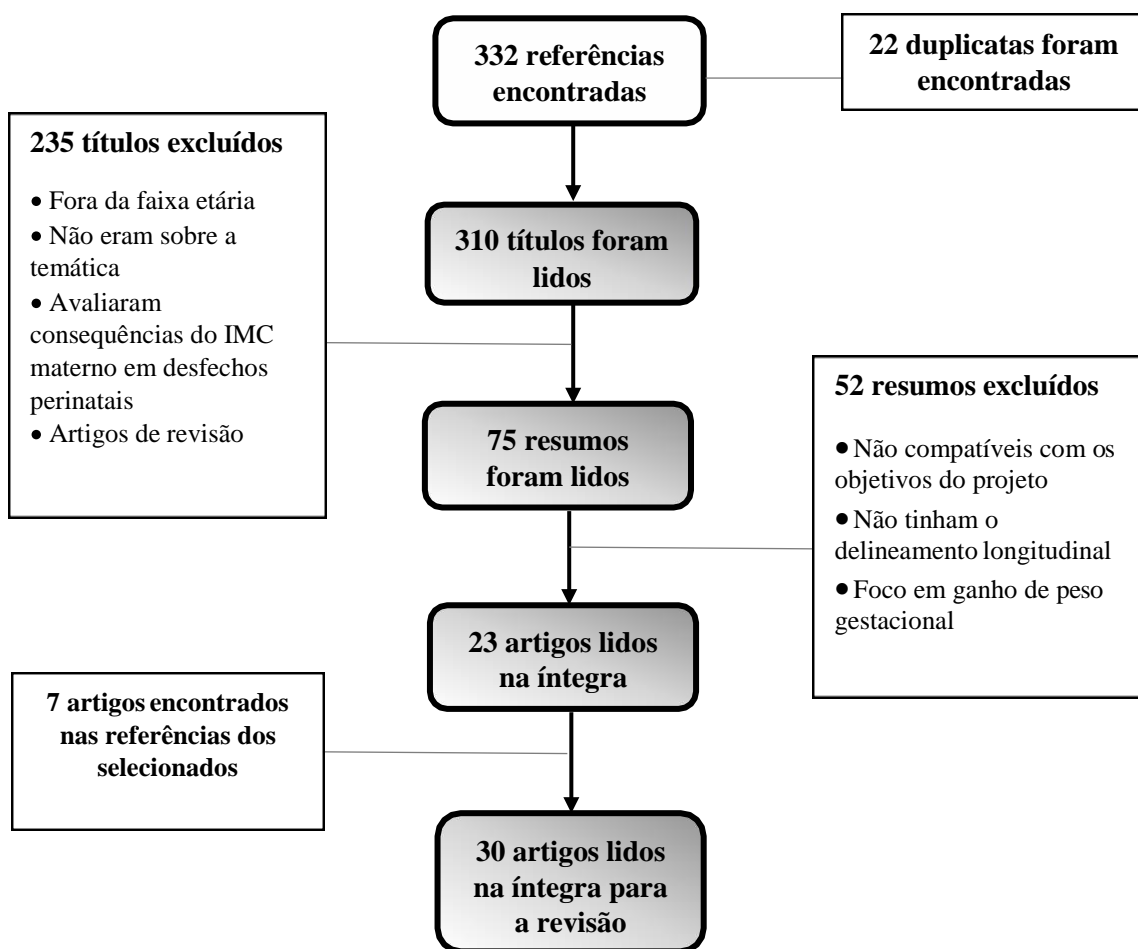 332 referências
encontradas
22 duplicatas foram
encontradas
235 títulos excluídos
• Fora da faixa etária
• Não eram sobre a
temática
• Avaliaram
consequências do IMC
materno em desfechos
perinatais
• Artigos de revisão
310 títulos foram
lidos
52 resumos excluídos
• Não compatíveis com os
objetivos do projeto
• Não tinham o
delineamento longitudinal
• Foco em ganho de peso
gestacional
75 resumos
foram lidos
23 artigos lidos
na íntegra
7 artigos encontrados
nas referências dos
selecionados
30 artigos lidos
na íntegra para
a revisão